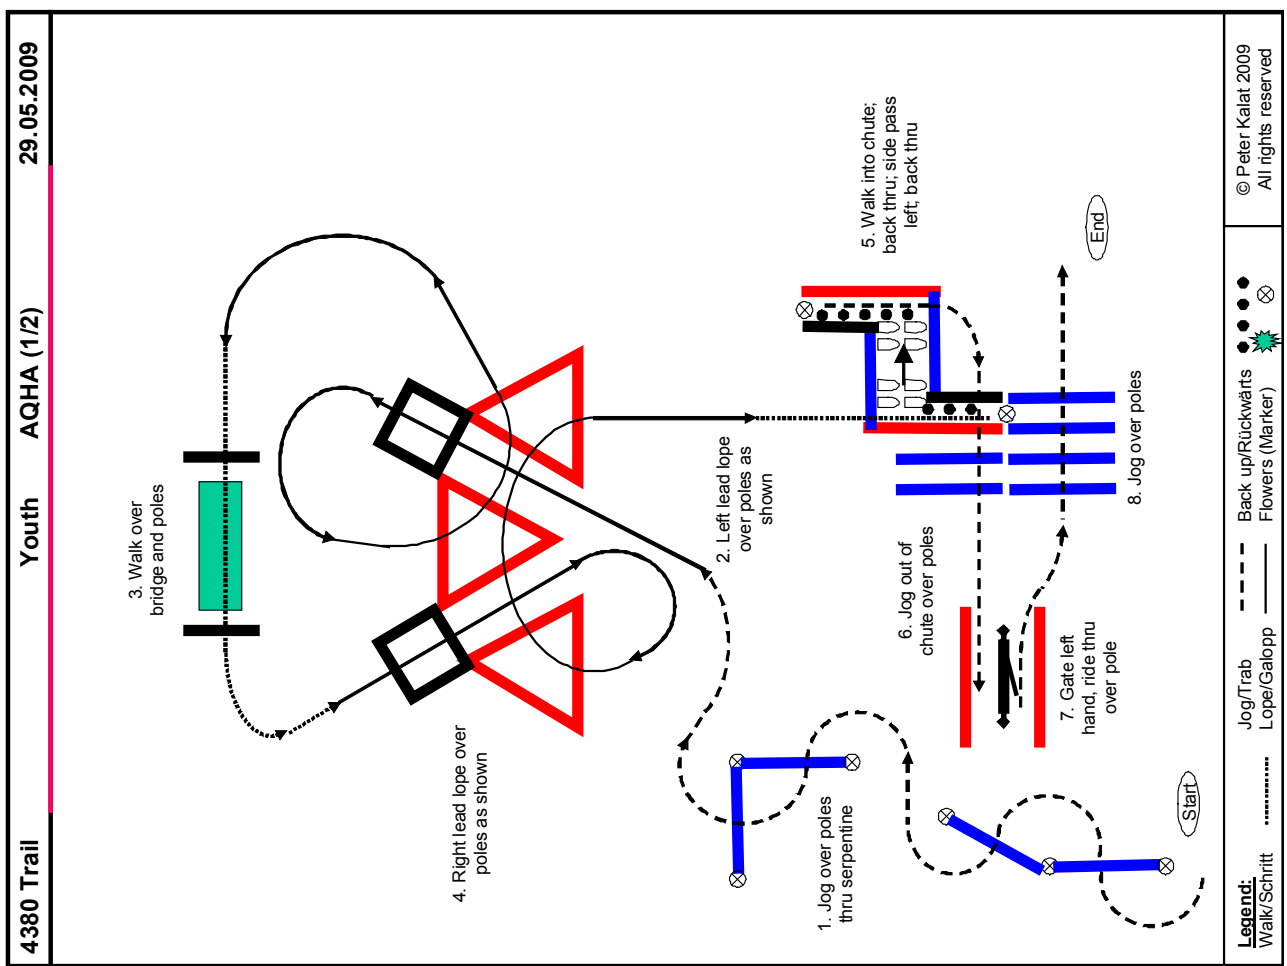 4380 Trail Youth AQHA (1/2) 29.05.2009
3. Walk over
bridge and poles
4. Right lead lope over
poles as shown
2. Left lead lope
over poles as
shown
5. Walk into chute;
back thru; side pass
left; back thru
1. Jog over poles
thru serpentine
6. Jog out of
chute over poles
7. Gate left
hand, ride thru
over pole
8. Jog over poles
Start
End
Legend:
Walk/Schritt
Jog/Trab
Lope/Galopp
Back up/Rückwärts
Flowers (Marker)
© Peter Kalat 2009
All rights reserved